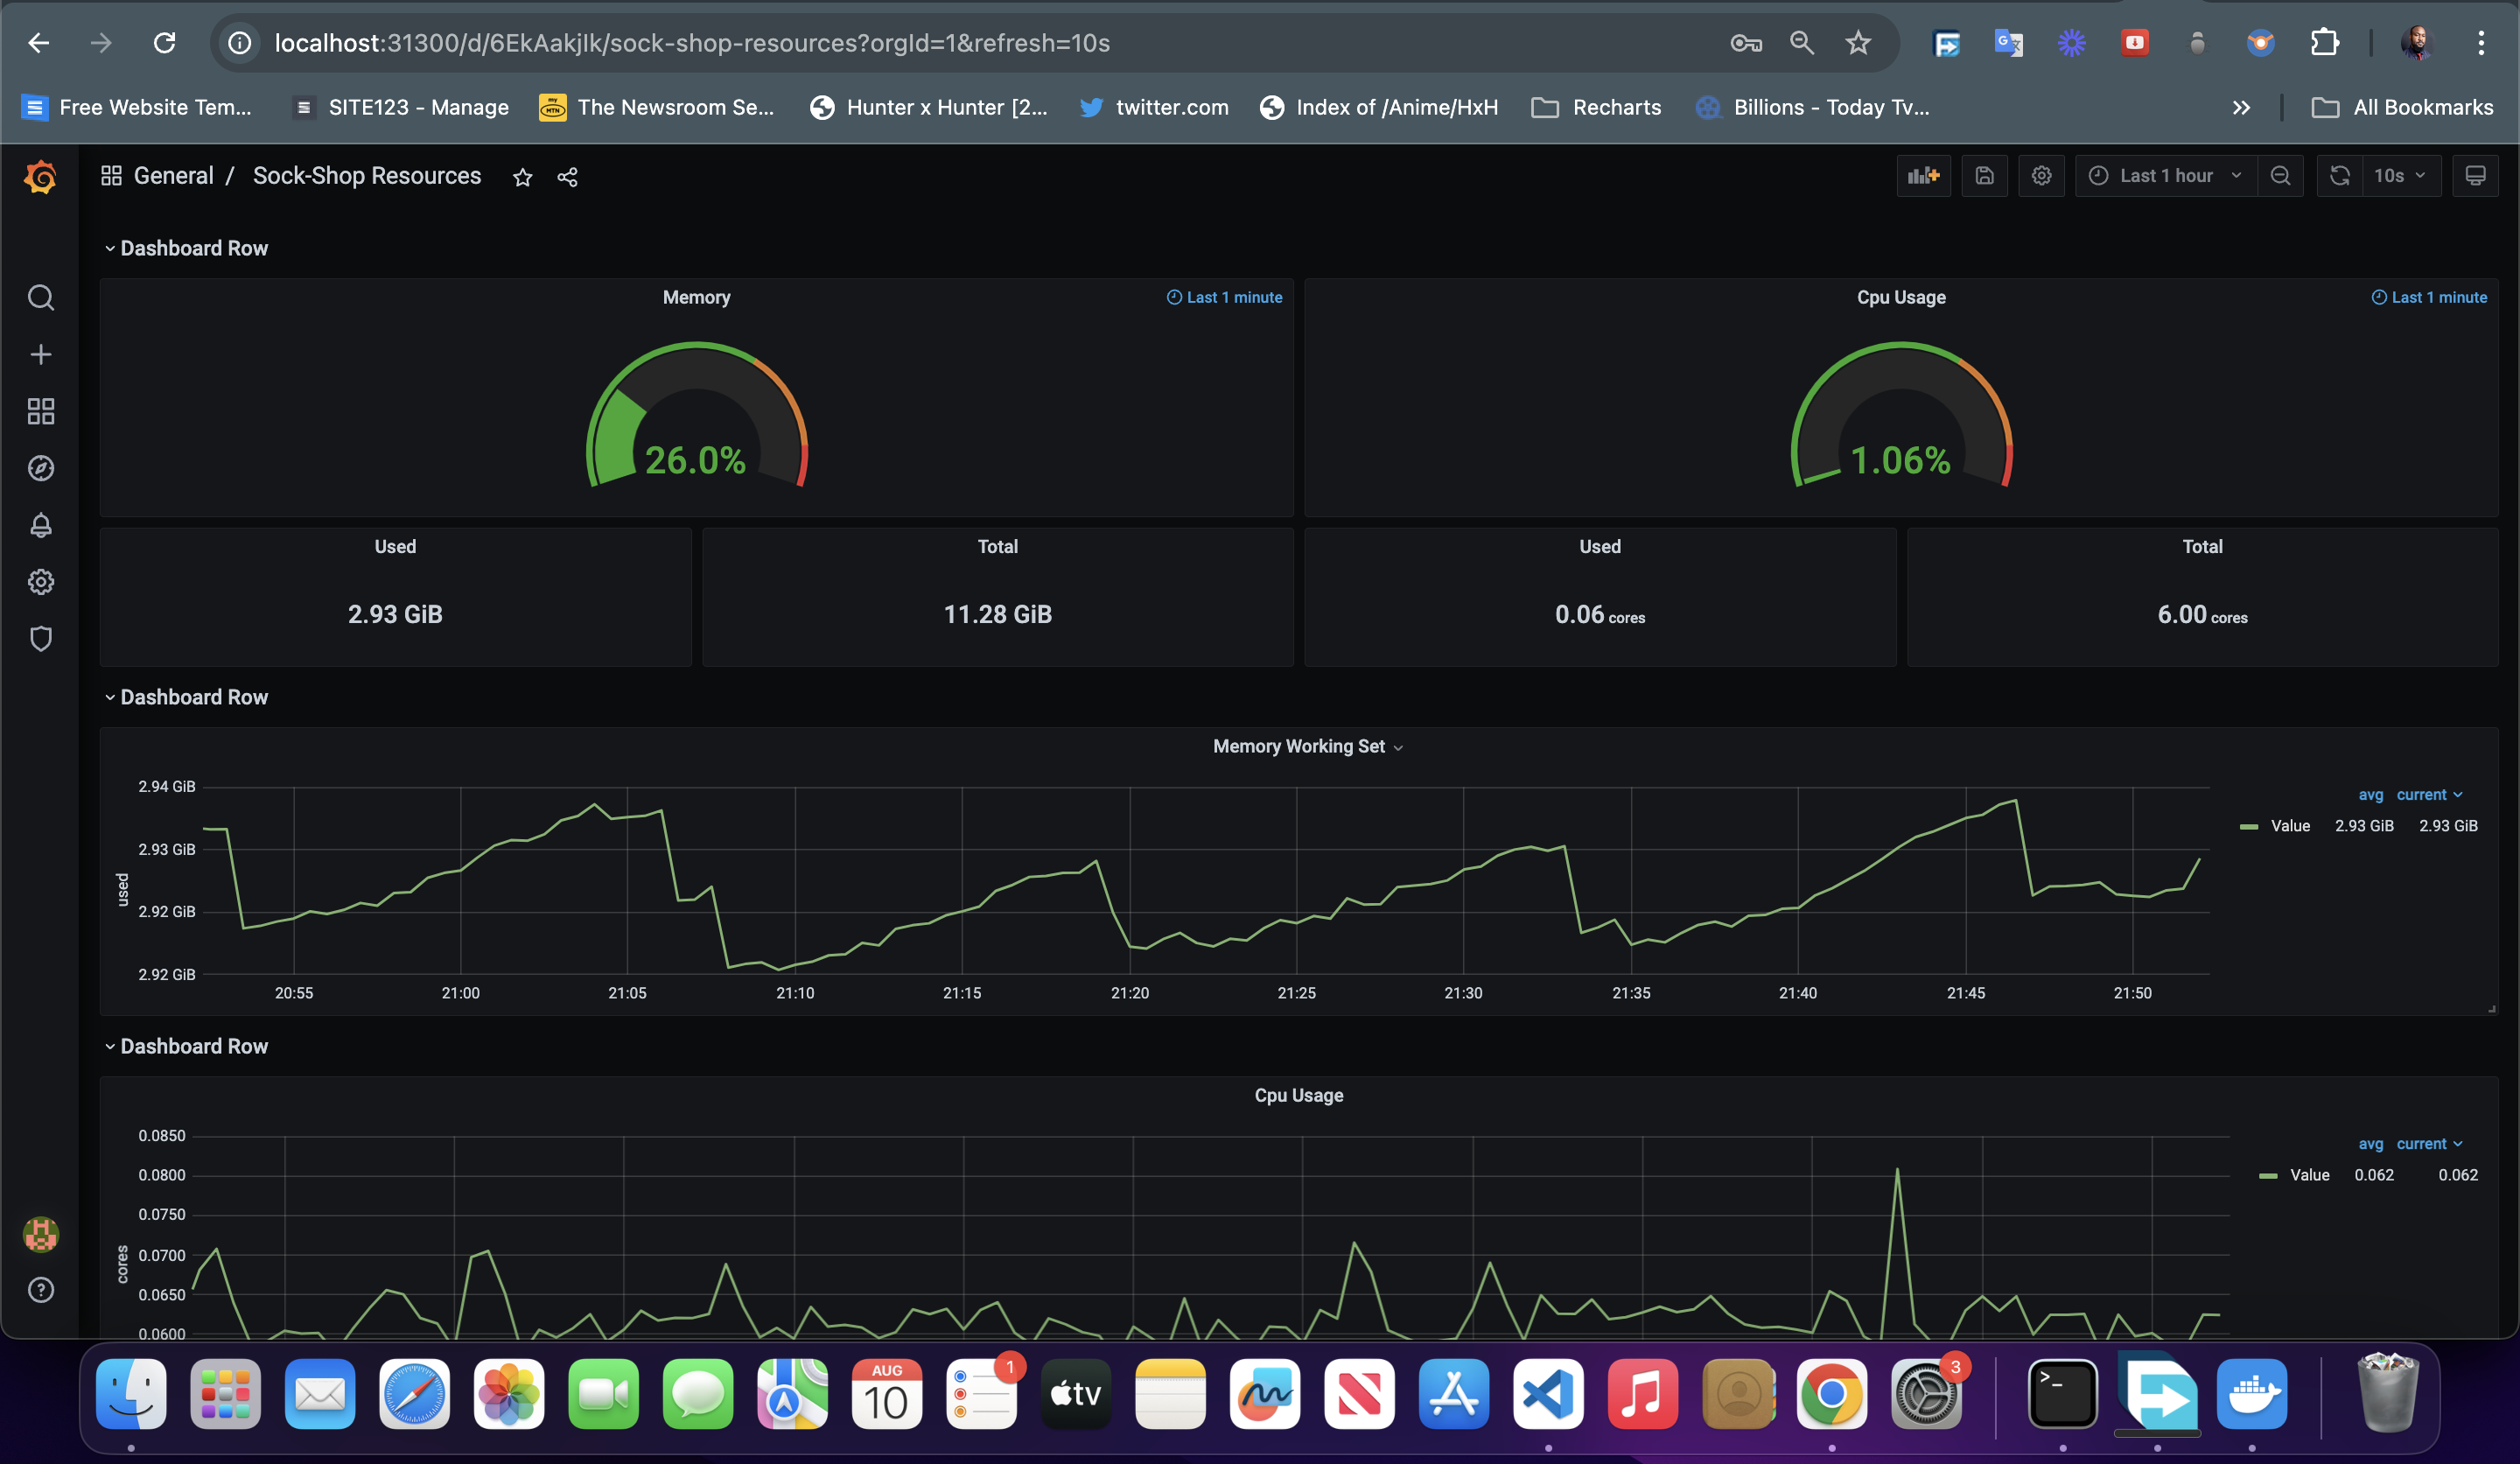 localhost:31300/d/6EkAakjIk/sock-shop-resources?orgId=1&refresh=10s
Free Website Tem... SITE123 - Manage The Newsroom Se... Hunter x Hunter [2... twitter.com Index of /Anime/HxH Recharts Billions - Today Tv... All Bookmarks
General / Sock-Shop Resources Last 1 hour 10s
Dashboard Row
Memory Last 1 minute Cpu Usage Last 1 minute
26.0% 1.06%
Used Total Used Total
2.93 GiB 11.28 GiB 0.06 cores 6.00 cores
Dashboard Row
Memory Working Set
used
2.94 GiB
2.93 GiB
2.92 GiB
2.92 GiB
20:55 21:00 21:05 21:10 21:15 21:20 21:25 21:30 21:35 21:40 21:45 21:50
avg current
Value 2.93 GiB 2.93 GiB
Dashboard Row
Cpu Usage
cores
0.0850
0.0800
0.0750
0.0700
0.0650
0.0600
avg current
Value 0.062 0.062
AUG
10
1
tv
3